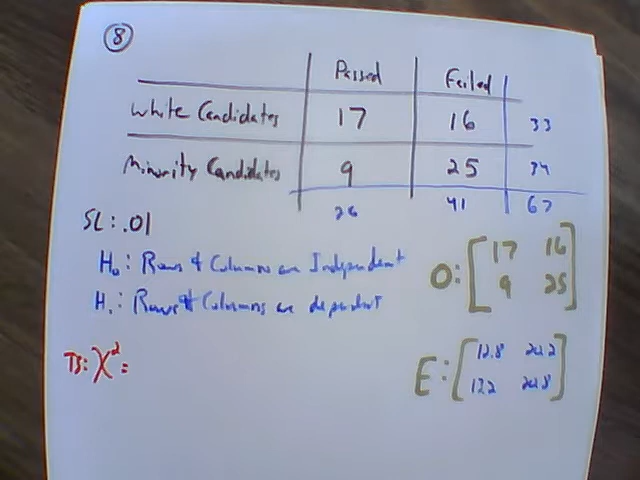 8
Passed Failed
White Candidates 17 16 33
Minority Candidates 9 25 34
26 41 67
SL: .01
H₀: Rows & Columns are Independent
H₁: Rows & Columns are dependent
O: [17 16
9 25]
TS: χ² =
E: [12.8 20.2
13.2 20.8]